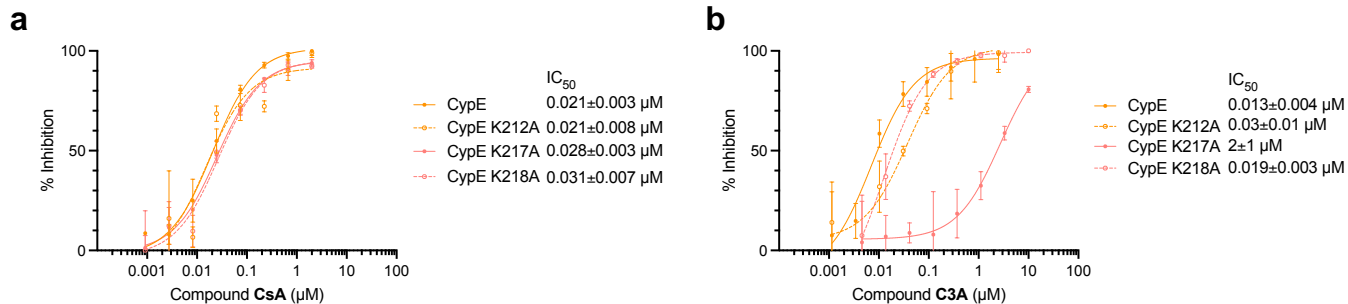 a
100
50
0
% Inhibition
0.001 0.01 0.1 1 10 100
Compound CsA (µM)
IC50
CypE 0.021±0.003 µM
CypE K212A 0.021±0.008 µM
CypE K217A 0.028±0.003 µM
CypE K218A 0.031±0.007 µM
b
100
50
0
% Inhibition
0.001 0.01 0.1 1 10 100
Compound C3A (µM)
IC50
CypE 0.013±0.004 µM
CypE K212A 0.03±0.01 µM
CypE K217A 2±1 µM
CypE K218A 0.019±0.003 µM